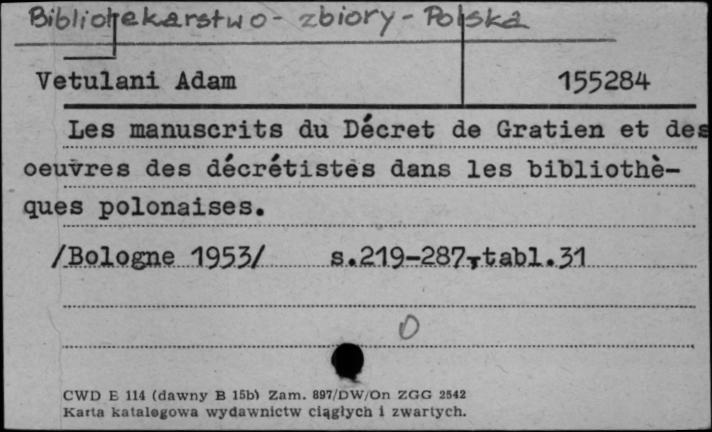 Bibliotekarstwo - zbiory - Polska
Vetulani Adam 155284
Les manuscrits du Décret de Gratien et des
oeuvres des décrétistes dans les bibliothè-
ques polonaises.
/Bologne 1953/ s.219-287,tabl.31
0
CWD E 114 (dawny B 15b) Zam. 897/DW/On ZGG 2542
Karta katalogowa wydawnictw ciągłych i zwartych.